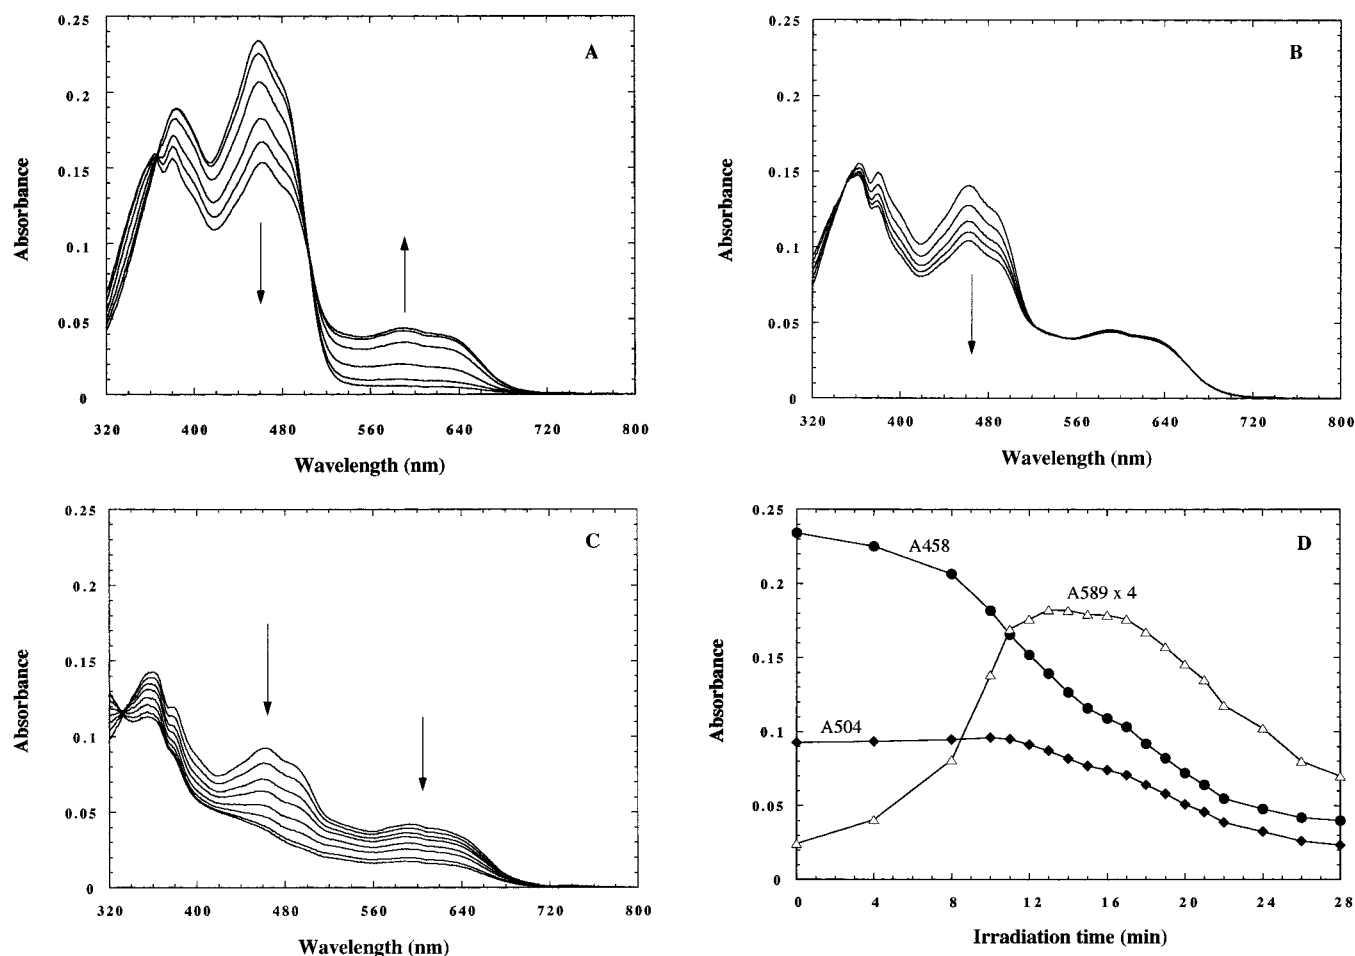 A
0.25
0.2
0.15
0.1
0.05
0
Absorbance
320 400 480 560 640 720 800
Wavelength (nm)
B
0.25
0.2
0.15
0.1
0.05
0
Absorbance
320 400 480 560 640 720 800
Wavelength (nm)
C
0.25
0.2
0.15
0.1
0.05
0
Absorbance
320 400 480 560 640 720 800
Wavelength (nm)
D
0.25
0.2
0.15
0.1
0.05
0
Absorbance
A458
A589 x 4
A504
0 4 8 12 16 20 24 28
Irradiation time (min)